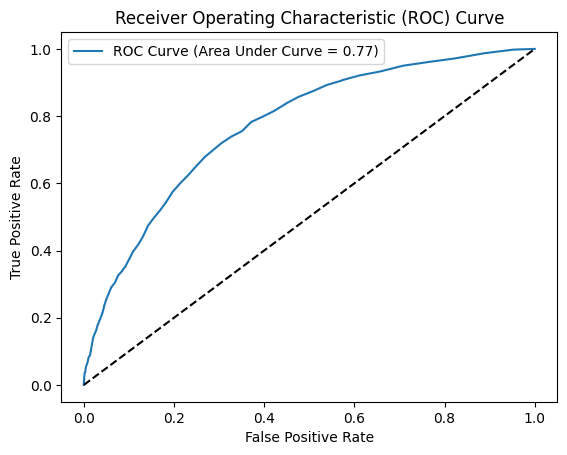 Receiver Operating Characteristic (ROC) Curve
ROC Curve (Area Under Curve = 0.77)
True Positive Rate
1.0
0.8
0.6
0.4
0.2
0.0
0.0 0.2 0.4 0.6 0.8 1.0
False Positive Rate